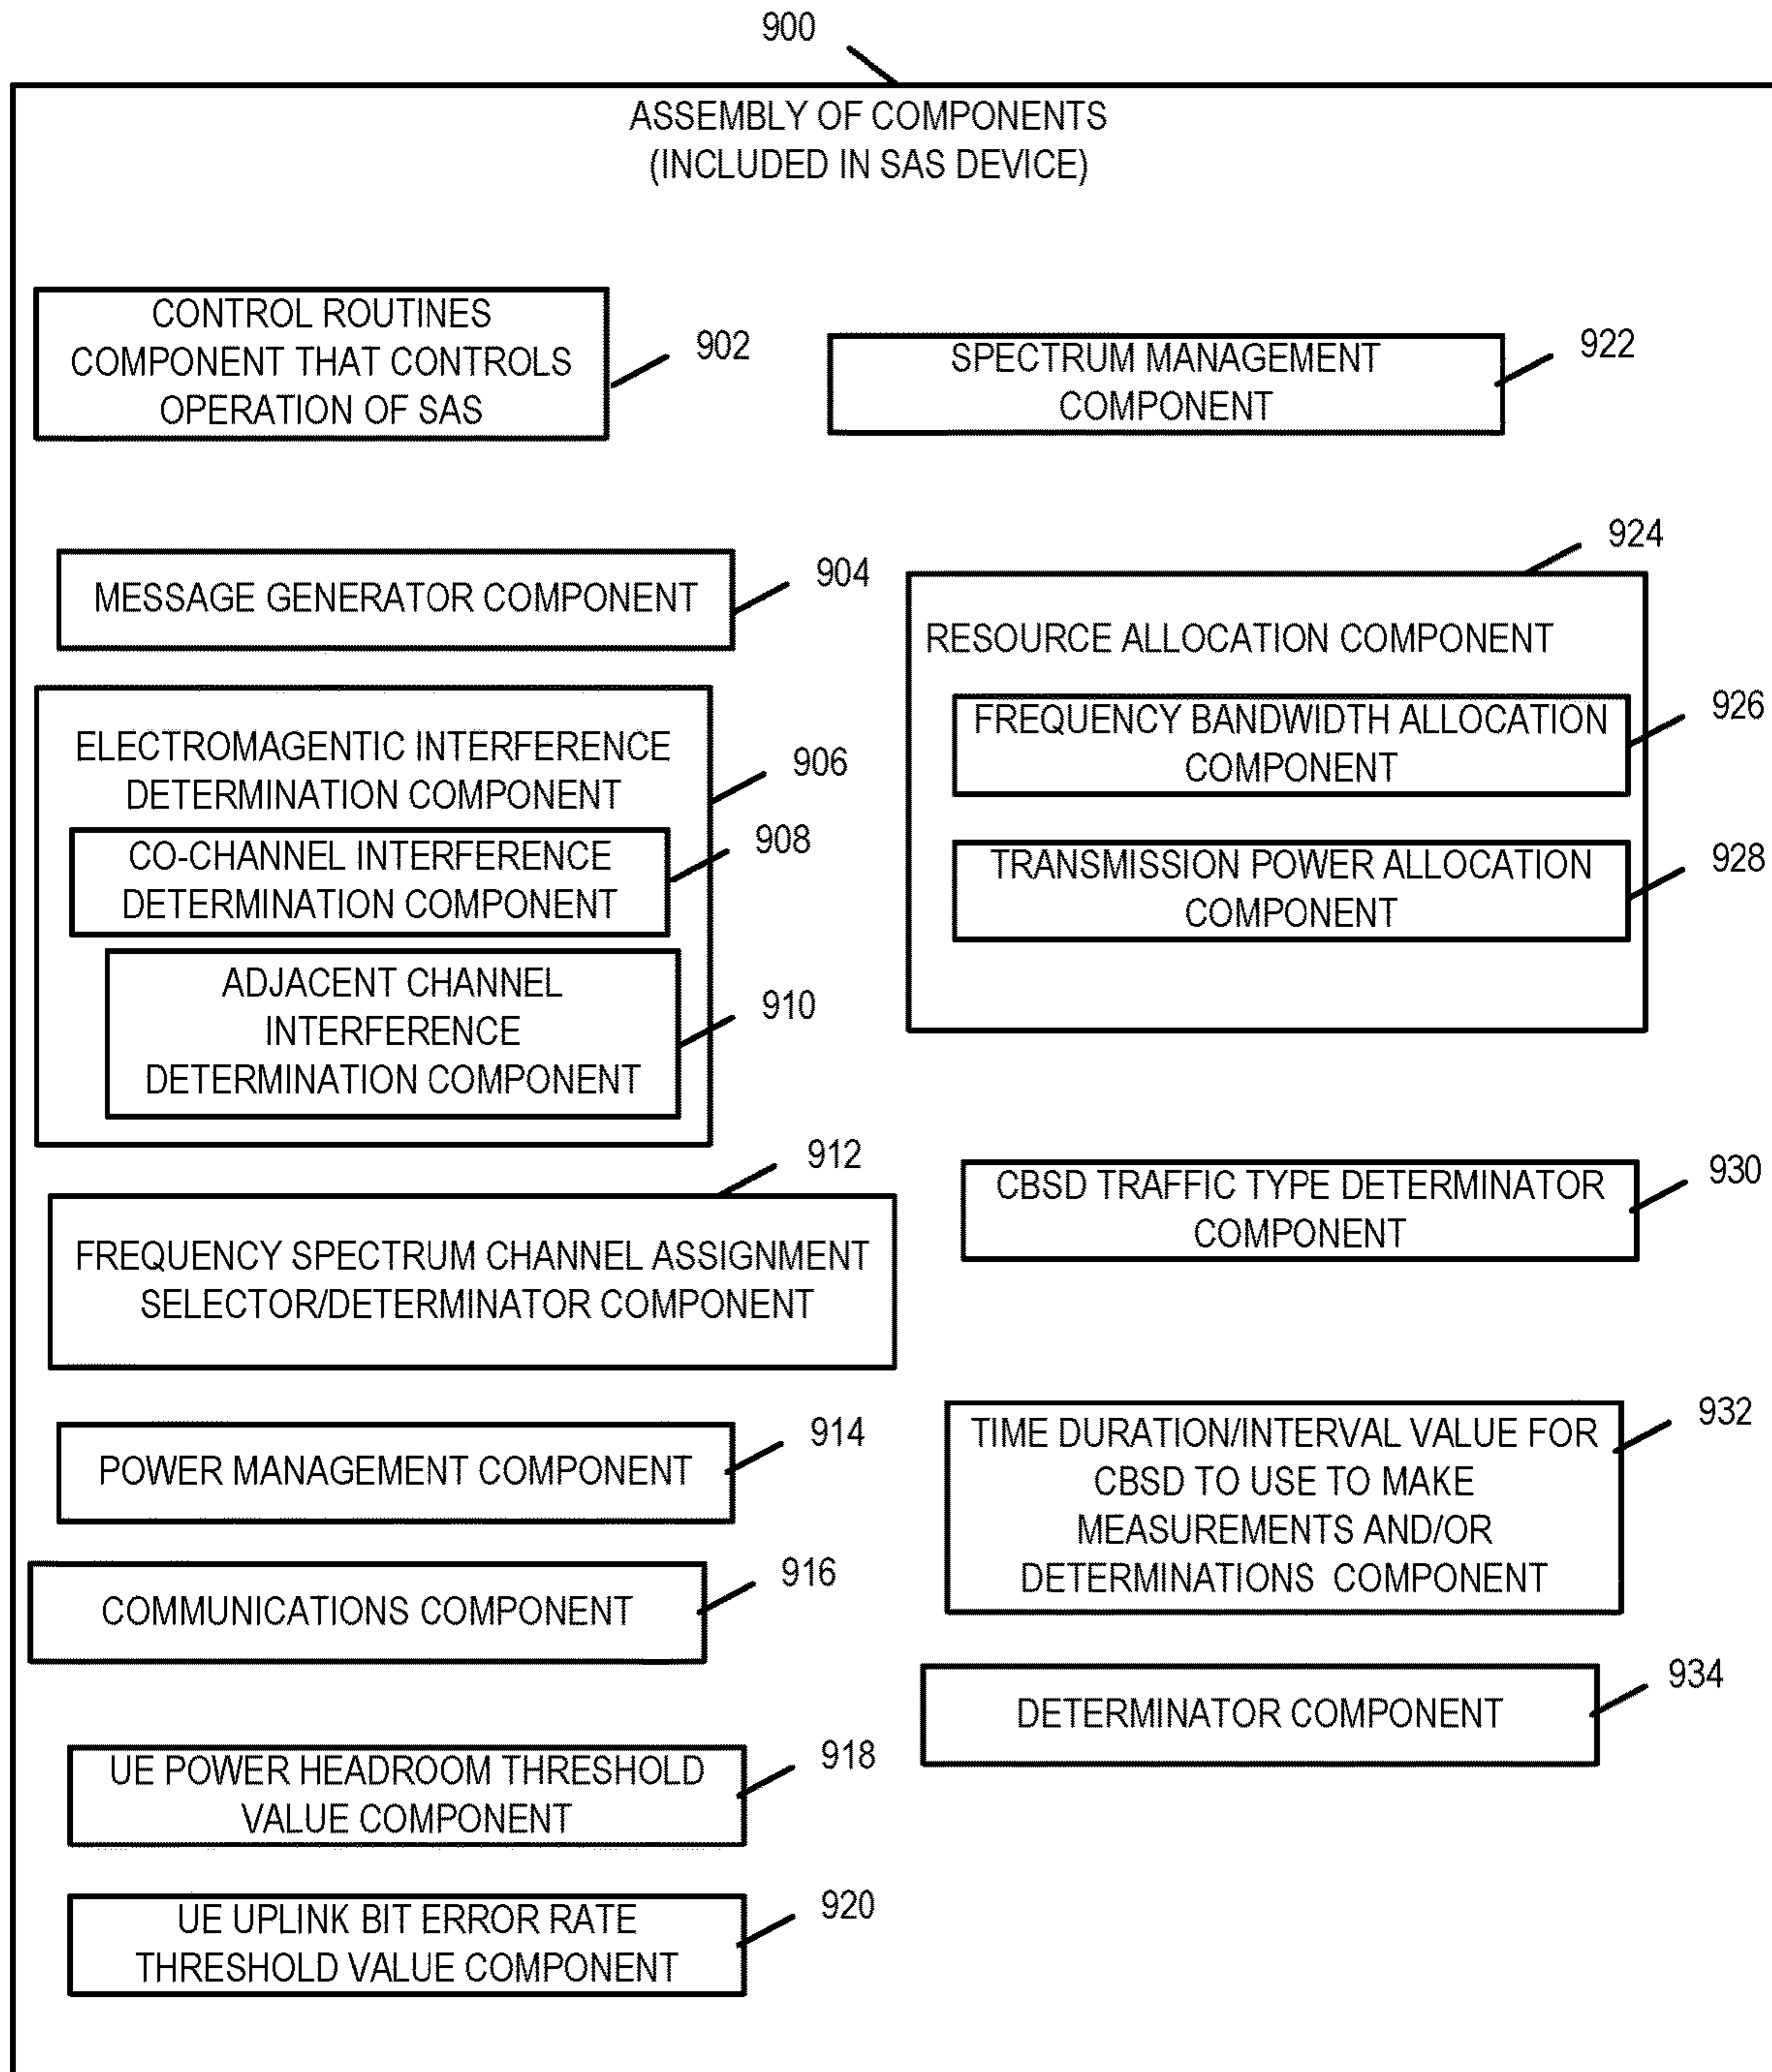 900
ASSEMBLY OF COMPONENTS
(INCLUDED IN SAS DEVICE)
CONTROL ROUTINES
COMPONENT THAT CONTROLS
OPERATION OF SAS
902
MESSAGE GENERATOR COMPONENT
904
ELECTROMAGENTIC INTERFERENCE
DETERMINATION COMPONENT
906
CO-CHANNEL INTERFERENCE
DETERMINATION COMPONENT
908
ADJACENT CHANNEL
INTERFERENCE
DETERMINATION COMPONENT
910
912
FREQUENCY SPECTRUM CHANNEL ASSIGNMENT
SELECTOR/DETERMINATOR COMPONENT
POWER MANAGEMENT COMPONENT
914
COMMUNICATIONS COMPONENT
916
UE POWER HEADROOM THRESHOLD
VALUE COMPONENT
918
UE UPLINK BIT ERROR RATE
THRESHOLD VALUE COMPONENT
920
SPECTRUM MANAGEMENT
COMPONENT
922
924
RESOURCE ALLOCATION COMPONENT
FREQUENCY BANDWIDTH ALLOCATION
COMPONENT
926
TRANSMISSION POWER ALLOCATION
COMPONENT
928
CBSD TRAFFIC TYPE DETERMINATOR
COMPONENT
930
TIME DURATION/INTERVAL VALUE FOR
CBSD TO USE TO MAKE
MEASUREMENTS AND/OR
DETERMINATIONS COMPONENT
932
DETERMINATOR COMPONENT
934